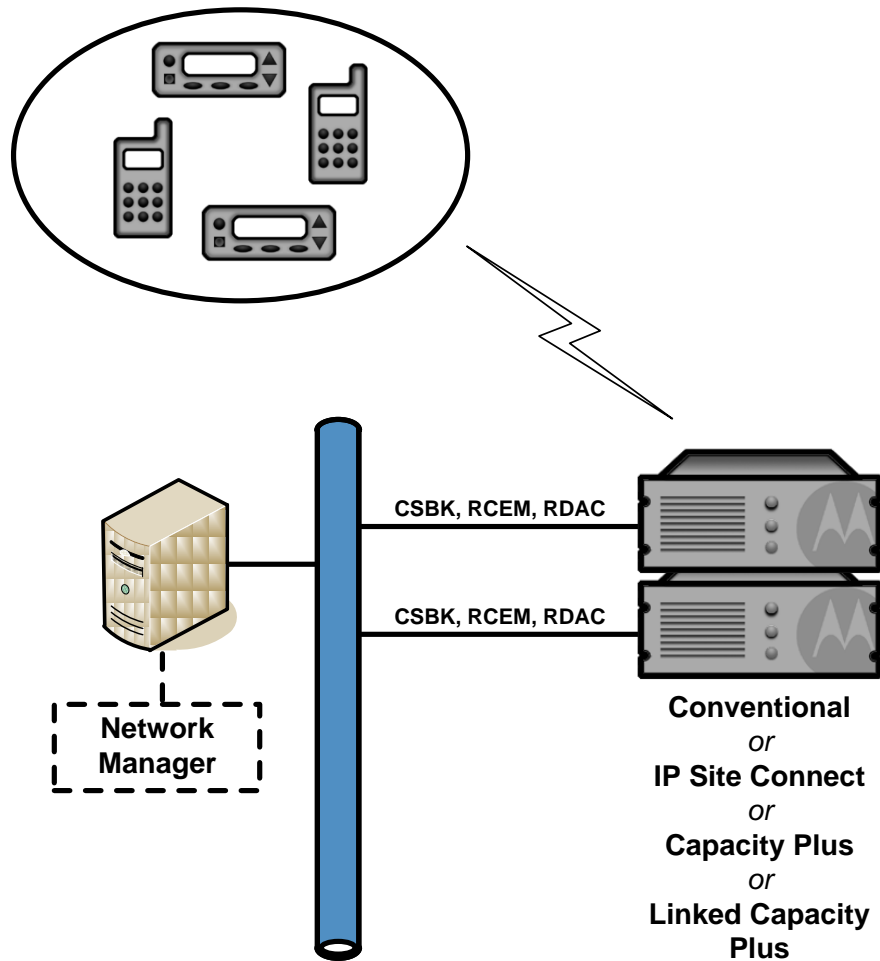 CSBK, RCEM, RDAC
CSBK, RCEM, RDAC
Network
Manager
Conventional
or
IP Site Connect
or
Capacity Plus
or
Linked Capacity
Plus